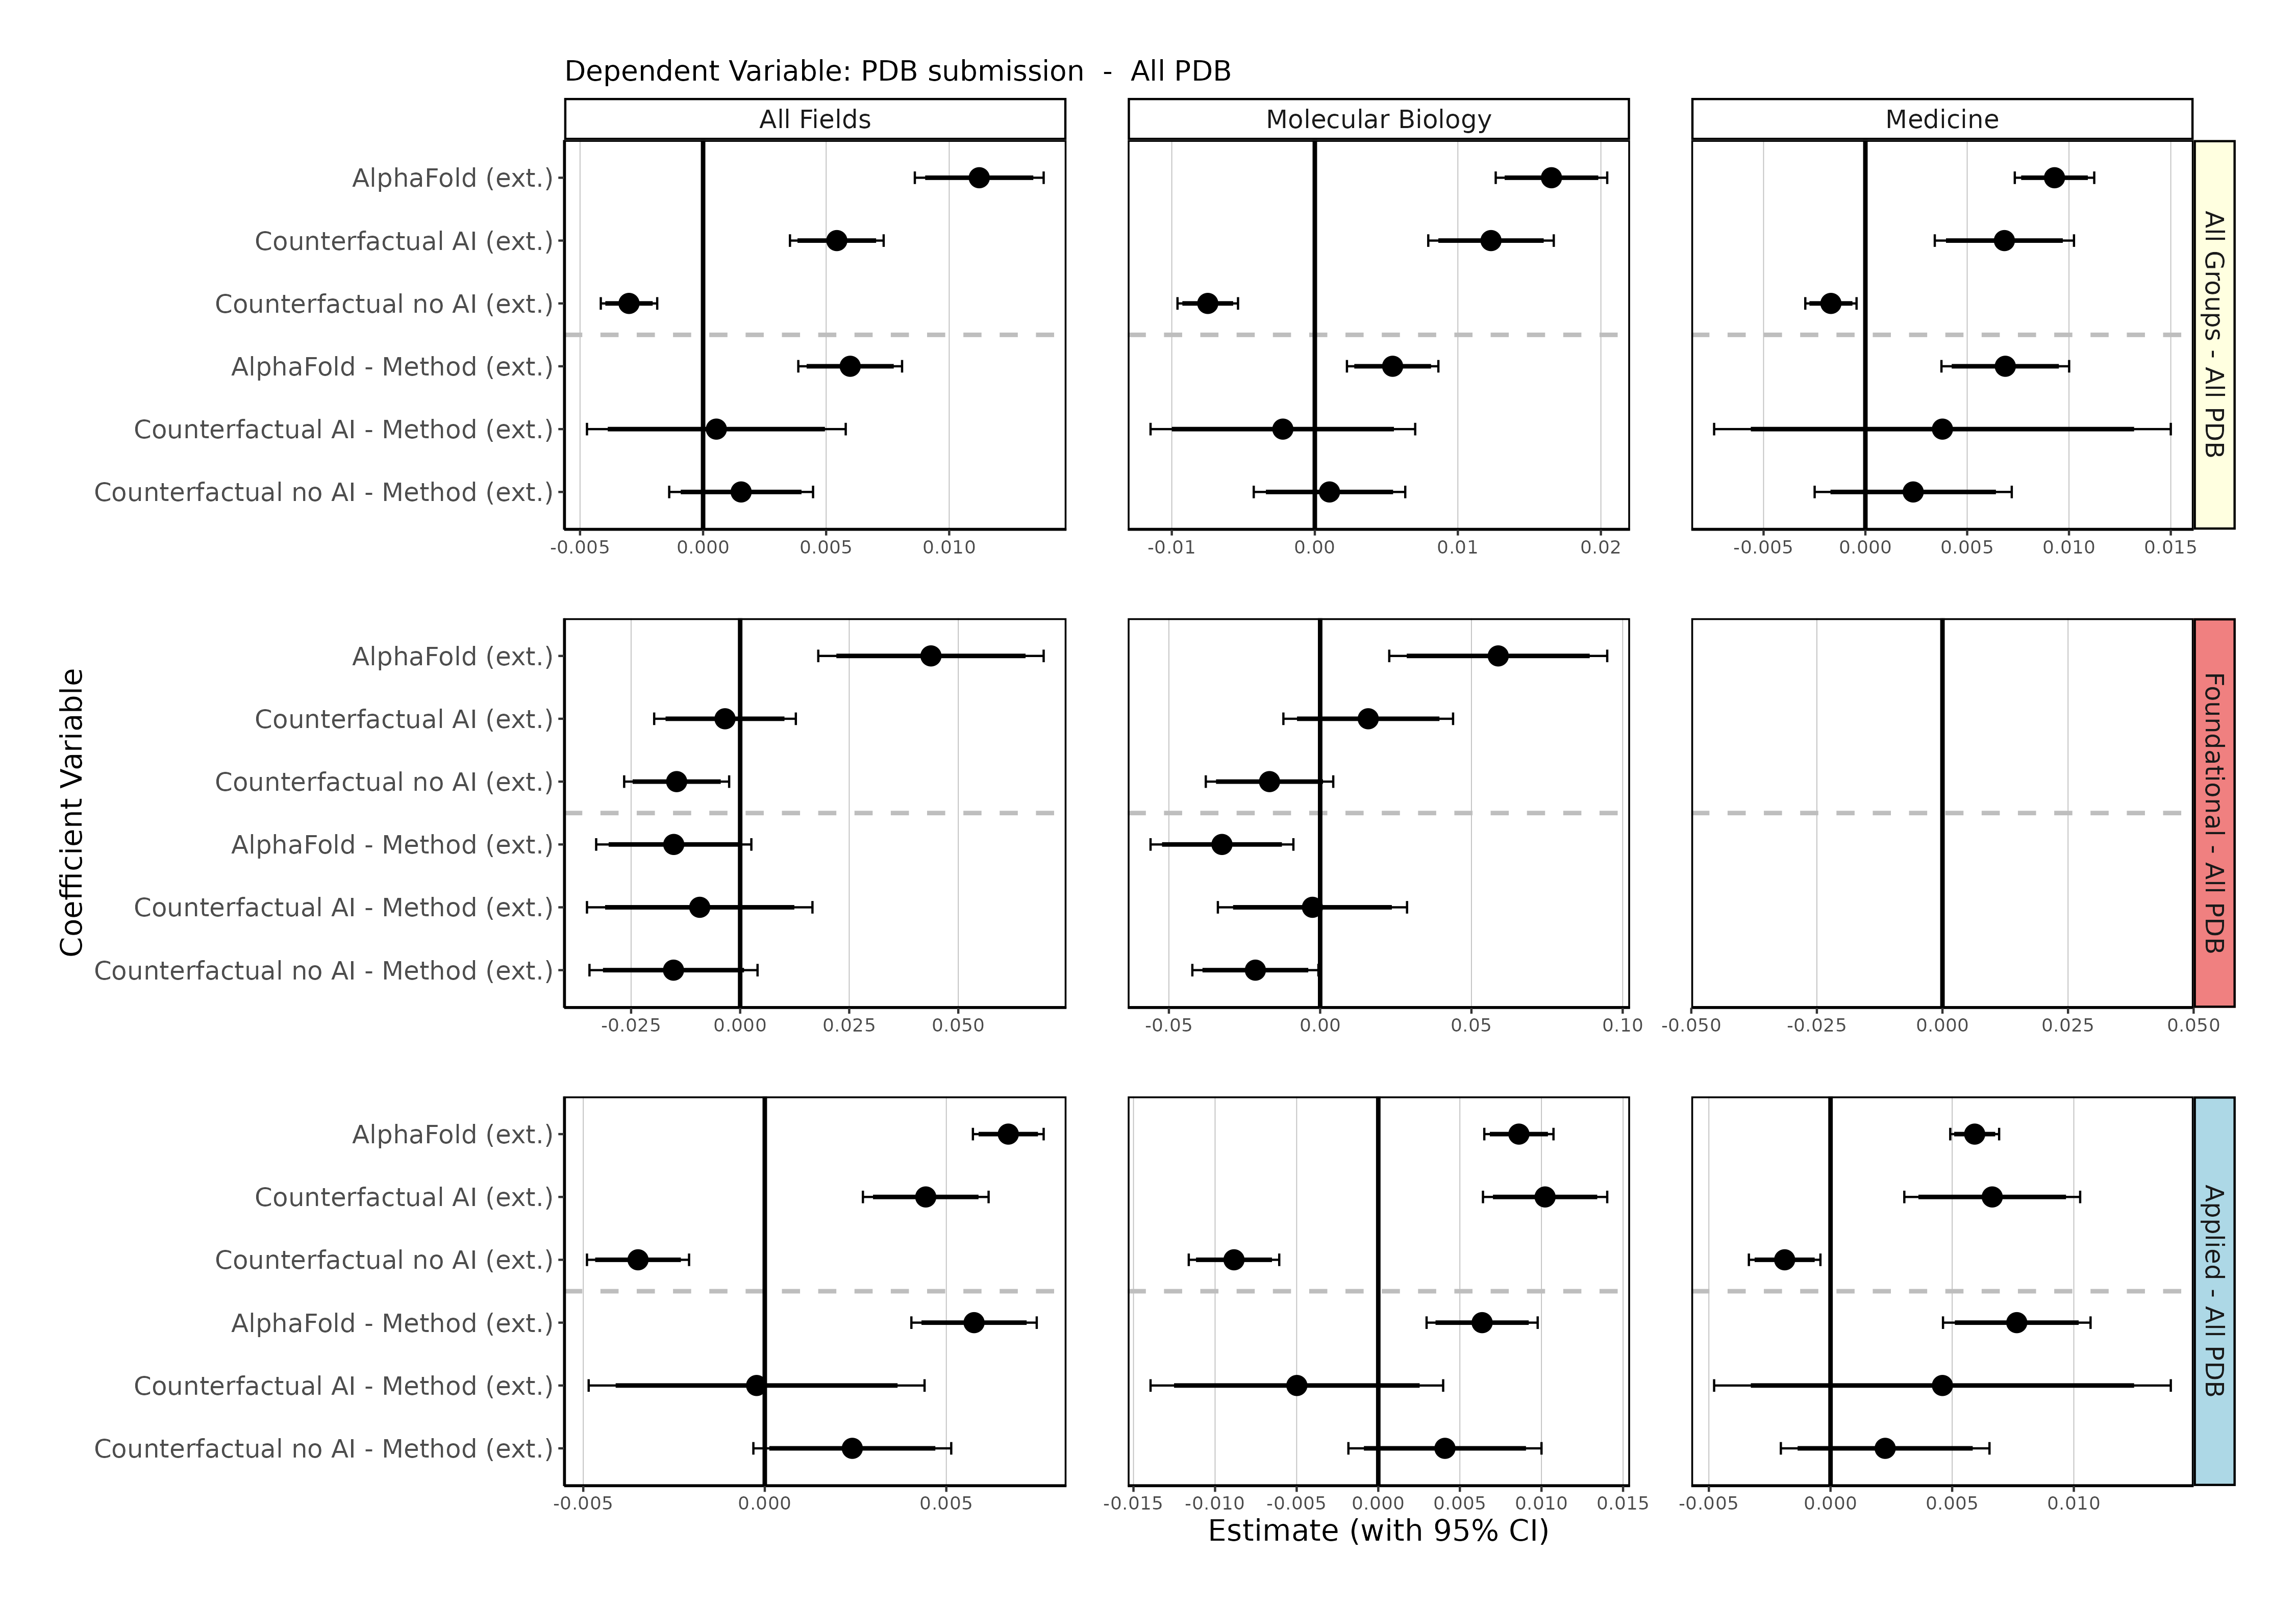 Dependent Variable: PDB submission  -  All PDB
All Fields
Molecular Biology
Medicine
AlphaFold (ext.)
Counterfactual AI (ext.)
Counterfactual no AI (ext.)
AlphaFold - Method (ext.)
Counterfactual AI - Method (ext.)
Counterfactual no AI - Method (ext.)
-0.005 0.000 0.005 0.010
-0.01 0.00 0.01 0.02
-0.005 0.000 0.005 0.010 0.015
All Groups - All PDB
Coefficient Variable
AlphaFold (ext.)
Counterfactual AI (ext.)
Counterfactual no AI (ext.)
AlphaFold - Method (ext.)
Counterfactual AI - Method (ext.)
Counterfactual no AI - Method (ext.)
-0.025 0.000 0.025 0.050
-0.05 0.00 0.05 0.10
-0.050 -0.025 0.000 0.025 0.050
Foundational - All PDB
AlphaFold (ext.)
Counterfactual AI (ext.)
Counterfactual no AI (ext.)
AlphaFold - Method (ext.)
Counterfactual AI - Method (ext.)
Counterfactual no AI - Method (ext.)
-0.005 0.000 0.005
-0.015 -0.010 -0.005 0.000 0.005 0.010 0.015
-0.005 0.000 0.005 0.010
Applied - All PDB
Estimate (with 95% CI)